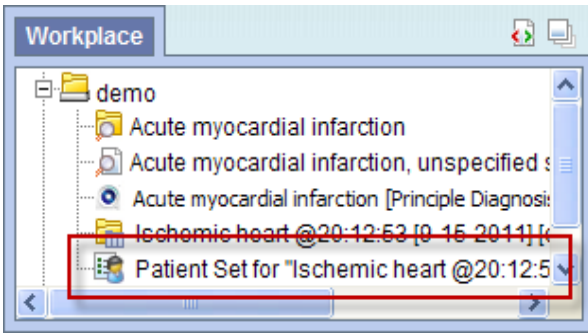 Workplace
demo
Acute myocardial infarction
Acute myocardial infarction, unspecified s
Acute myocardial infarction [Principle Diagnosi
Ischemic heart @20:12:53 [9-15-2011] [
Patient Set for "Ischemic heart @20:12:5